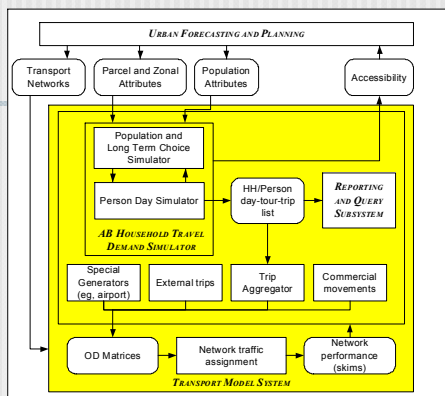 URBAN FORECASTING AND PLANNING
Transport
Networks
Parcel and Zonal
Attributes
Population
Attributes
Accessibility
Population and
Long Term Choice
Simulator
Person Day Simulator
AB HOUSEHOLD TRAVEL
DEMAND SIMULATOR
HH/Person
day-tour-trip
list
REPORTING
AND QUERY
SUBSYSTEM
Special
Generators
(eg, airport)
External trips
Trip
Aggregator
Commercial
movements
OD Matrices
Network traffic
assignment
Network
performance
(skims)
TRANSPORT MODEL SYSTEM